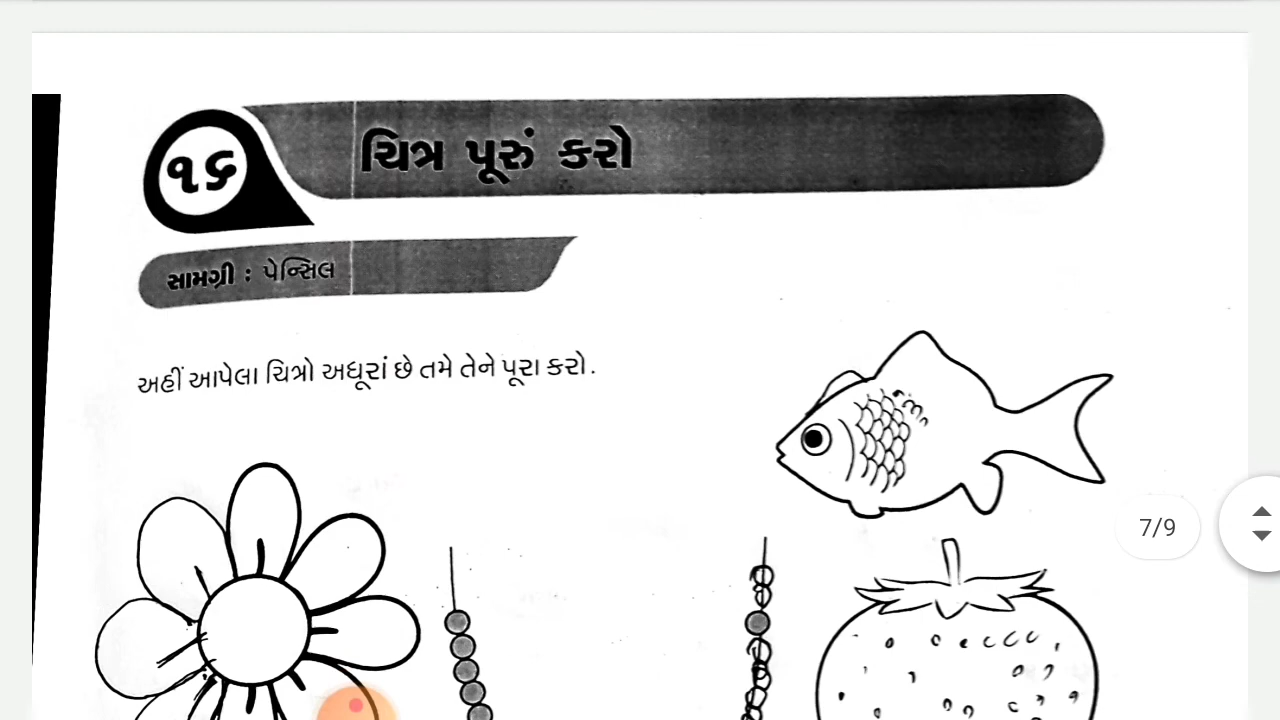 ૧૬
ચિત્ર પૂરું કરો
સામગ્રી : પેન્સિલ
અહીં આપેલા ચિત્રો અધૂરાં છે તમે તેને પૂરા કરો.
7/9